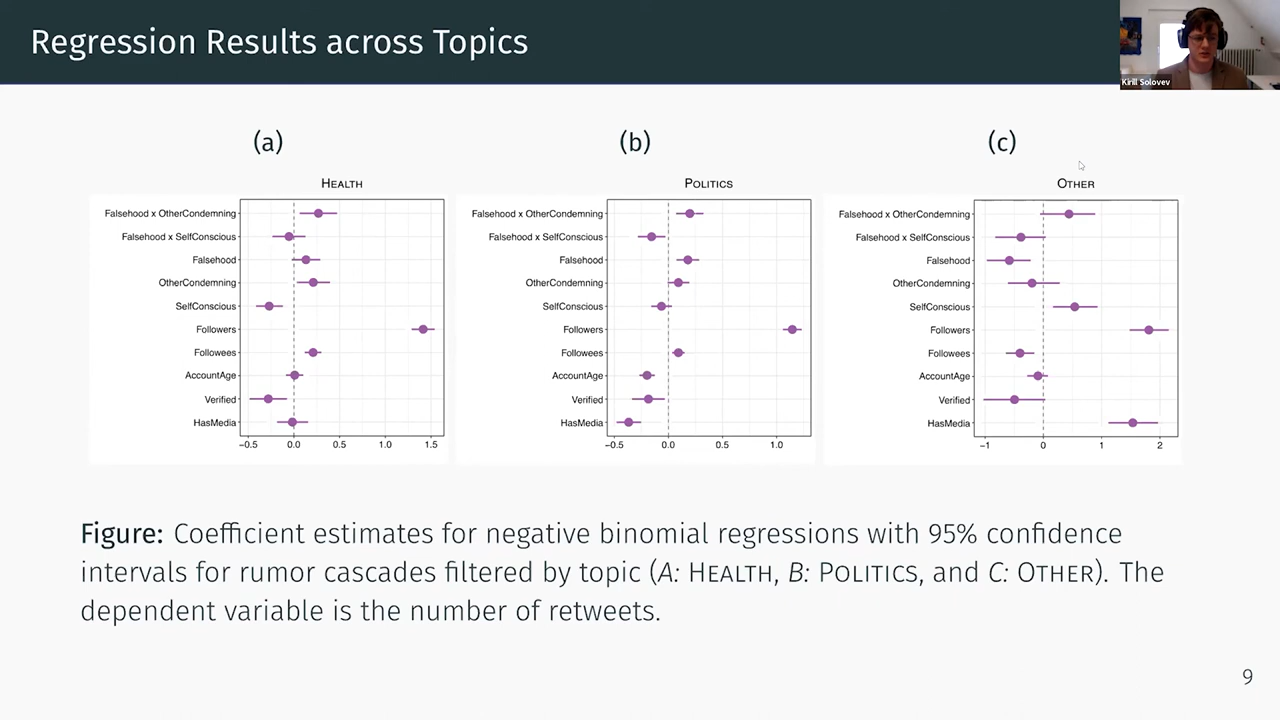 Regression Results across Topics
Kirill Solovev
(a)
(b)
(c)
HEALTH
Falsehood x OtherCondemning
Falsehood x SelfConscious
Falsehood
OtherCondemning
SelfConscious
Followers
Followees
AccountAge
Verified
HasMedia
−0.5 0.0 0.5 1.0 1.5
POLITICS
Falsehood x OtherCondemning
Falsehood x SelfConscious
Falsehood
OtherCondemning
SelfConscious
Followers
Followees
AccountAge
Verified
HasMedia
−0.5 0.0 0.5 1.0
OTHER
Falsehood x OtherCondemning
Falsehood x SelfConscious
Falsehood
OtherCondemning
SelfConscious
Followers
Followees
AccountAge
Verified
HasMedia
−1 0 1 2
Figure: Coefficient estimates for negative binomial regressions with 95% confidence
intervals for rumor cascades filtered by topic (A: HEALTH, B: POLITICS, and C: OTHER). The
dependent variable is the number of retweets.
9